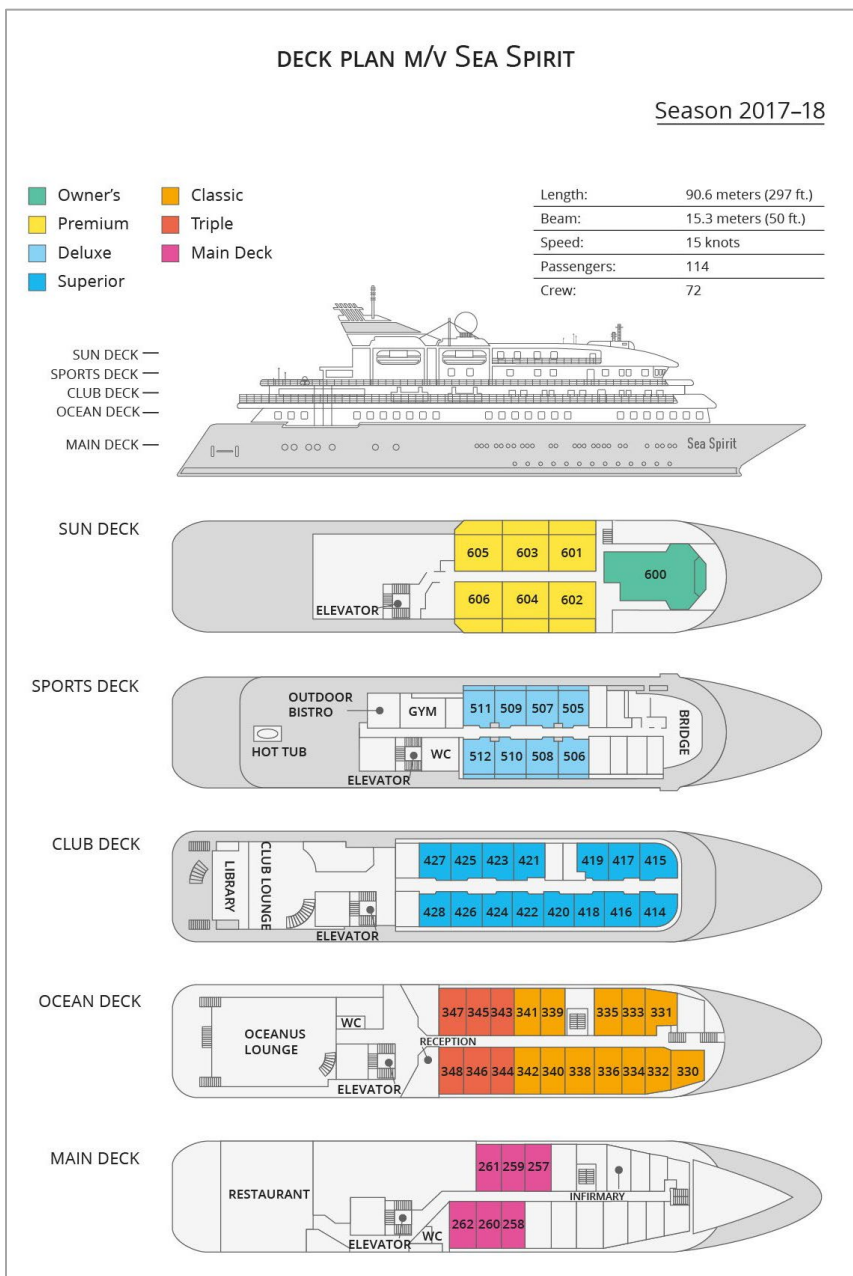 DECK PLAN M/V SEA SPIRIT
Season 2017–18
Owner's
Premium
Deluxe
Superior
Classic
Triple
Main Deck
Length: 90.6 meters (297 ft.)
Beam: 15.3 meters (50 ft.)
Speed: 15 knots
Passengers: 114
Crew: 72
SUN DECK
SPORTS DECK
CLUB DECK
OCEAN DECK
MAIN DECK
Sea Spirit
SUN DECK
605 603 601
600
606 604 602
ELEVATOR
SPORTS DECK
OUTDOOR
BISTRO
GYM
511 509 507 505
BRIDGE
HOT TUB
WC
512 510 508 506
ELEVATOR
CLUB DECK
LIBRARY
CLUB LOUNGE
427 425 423 421 419 417 415
428 426 424 422 420 418 416 414
ELEVATOR
OCEAN DECK
OCEANUS
LOUNGE
WC
347 345 343 341 339 335 333 331
RECEPTION
348 346 344 342 340 338 336 334 332 330
ELEVATOR
MAIN DECK
RESTAURANT
261 259 257
INFIRMARY
262 260 258
WC
ELEVATOR